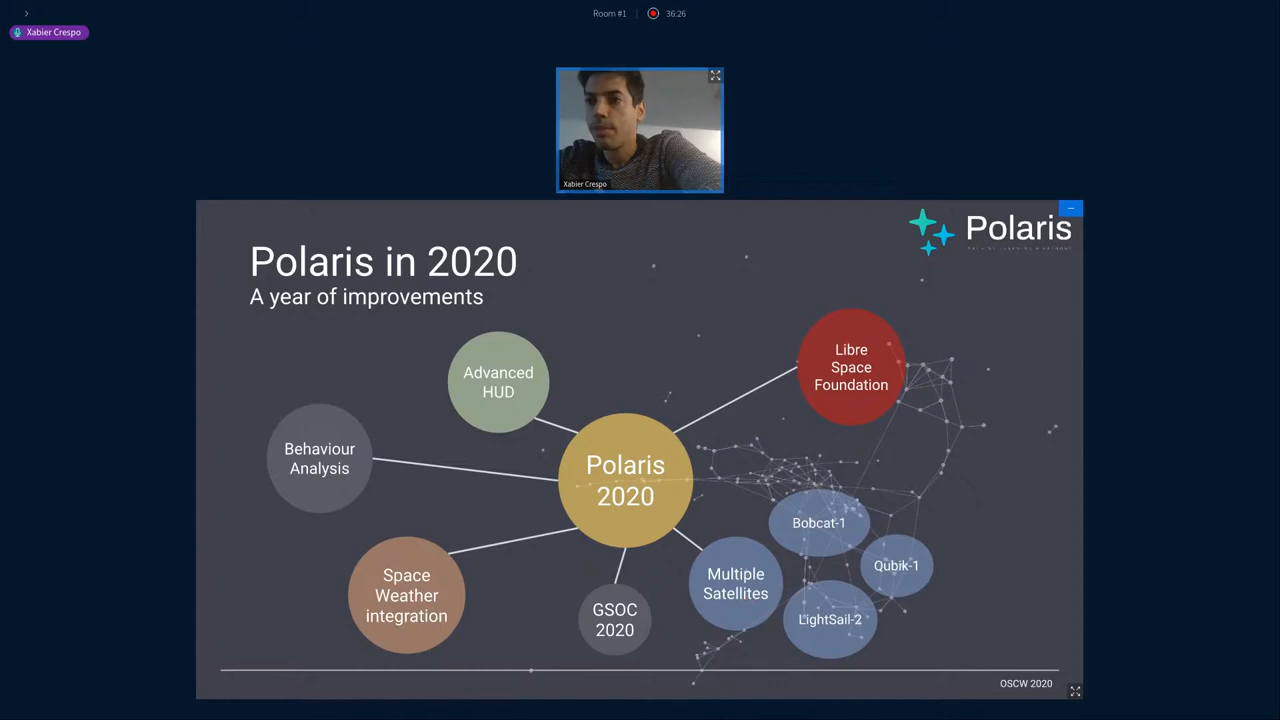 Room #1
36:26
Xabier Crespo
Xabier Crespo
Polaris
Polaris in 2020
A year of improvements
Advanced
HUD
Libre
Space
Foundation
Behaviour
Analysis
Polaris
2020
Bobcat-1
Qubik-1
Multiple
Satellites
LightSail-2
Space
Weather
integration
GSOC
2020
OSCW 2020